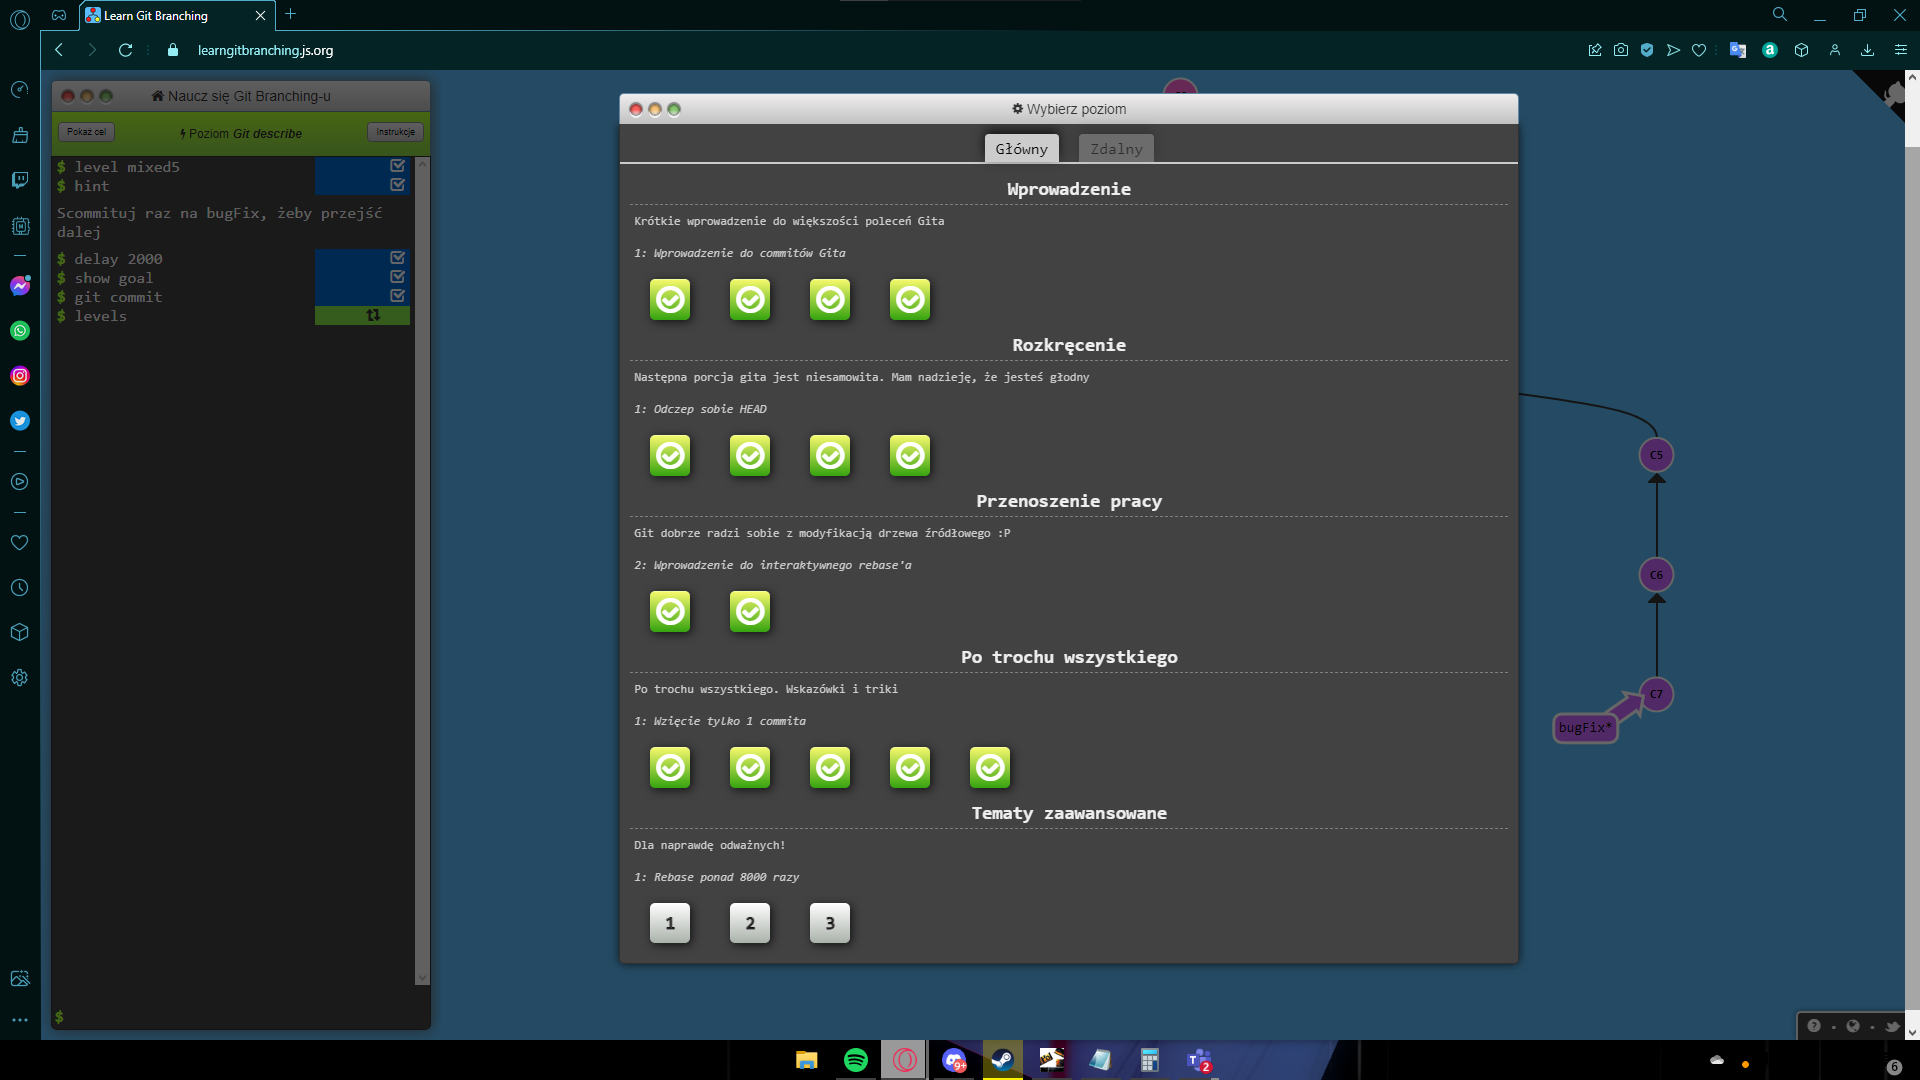 Learn Git Branching
learngitbranching.js.org
Naucz się Git Branching-u
Pokaż cel
Poziom Git describe
Instrukcje
$ level mixed5
$ hint
Scommituj raz na bugFix, żeby przejść
dalej
$ delay 2000
$ show goal
$ git commit
$ levels
$
Wybierz poziom
Główny
Zdalny
Wprowadzenie
Krótkie wprowadzenie do większości poleceń Gita
1: Wprowadzenie do commitów Gita
Rozkręcenie
Następna porcja gita jest niesamowita. Mam nadzieję, że jesteś głodny
1: Odczep sobie HEAD
Przenoszenie pracy
Git dobrze radzi sobie z modyfikacją drzewa źródłowego :P
2: Wprowadzenie do interaktywnego rebase'a
Po trochu wszystkiego
Po trochu wszystkiego. Wskazówki i triki
1: Wzięcie tylko 1 commita
Tematy zaawansowane
Dla naprawdę odważnych!
1: Rebase ponad 8000 razy
1 2 3
C5
C6
C7
bugFix*
9+
2
6